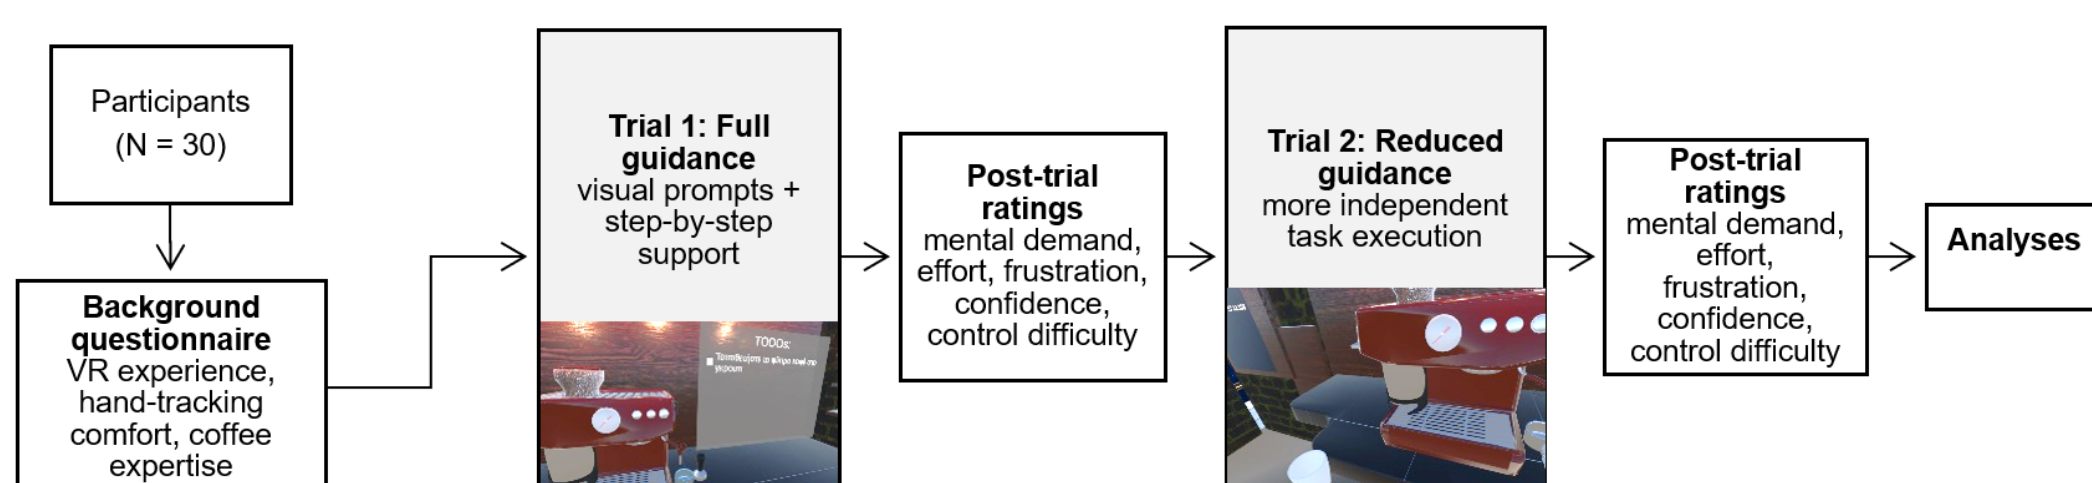 Participants
(N = 30)
Background
questionnaire
VR experience,
hand-tracking
comfort, coffee
expertise
Trial 1: Full
guidance
visual prompts +
step-by-step
support
TODOs:
Post-trial
ratings
mental demand,
effort, frustration,
confidence,
control difficulty
Trial 2: Reduced
guidance
more independent
task execution
Post-trial
ratings
mental demand,
effort,
frustration,
confidence,
control difficulty
Analyses